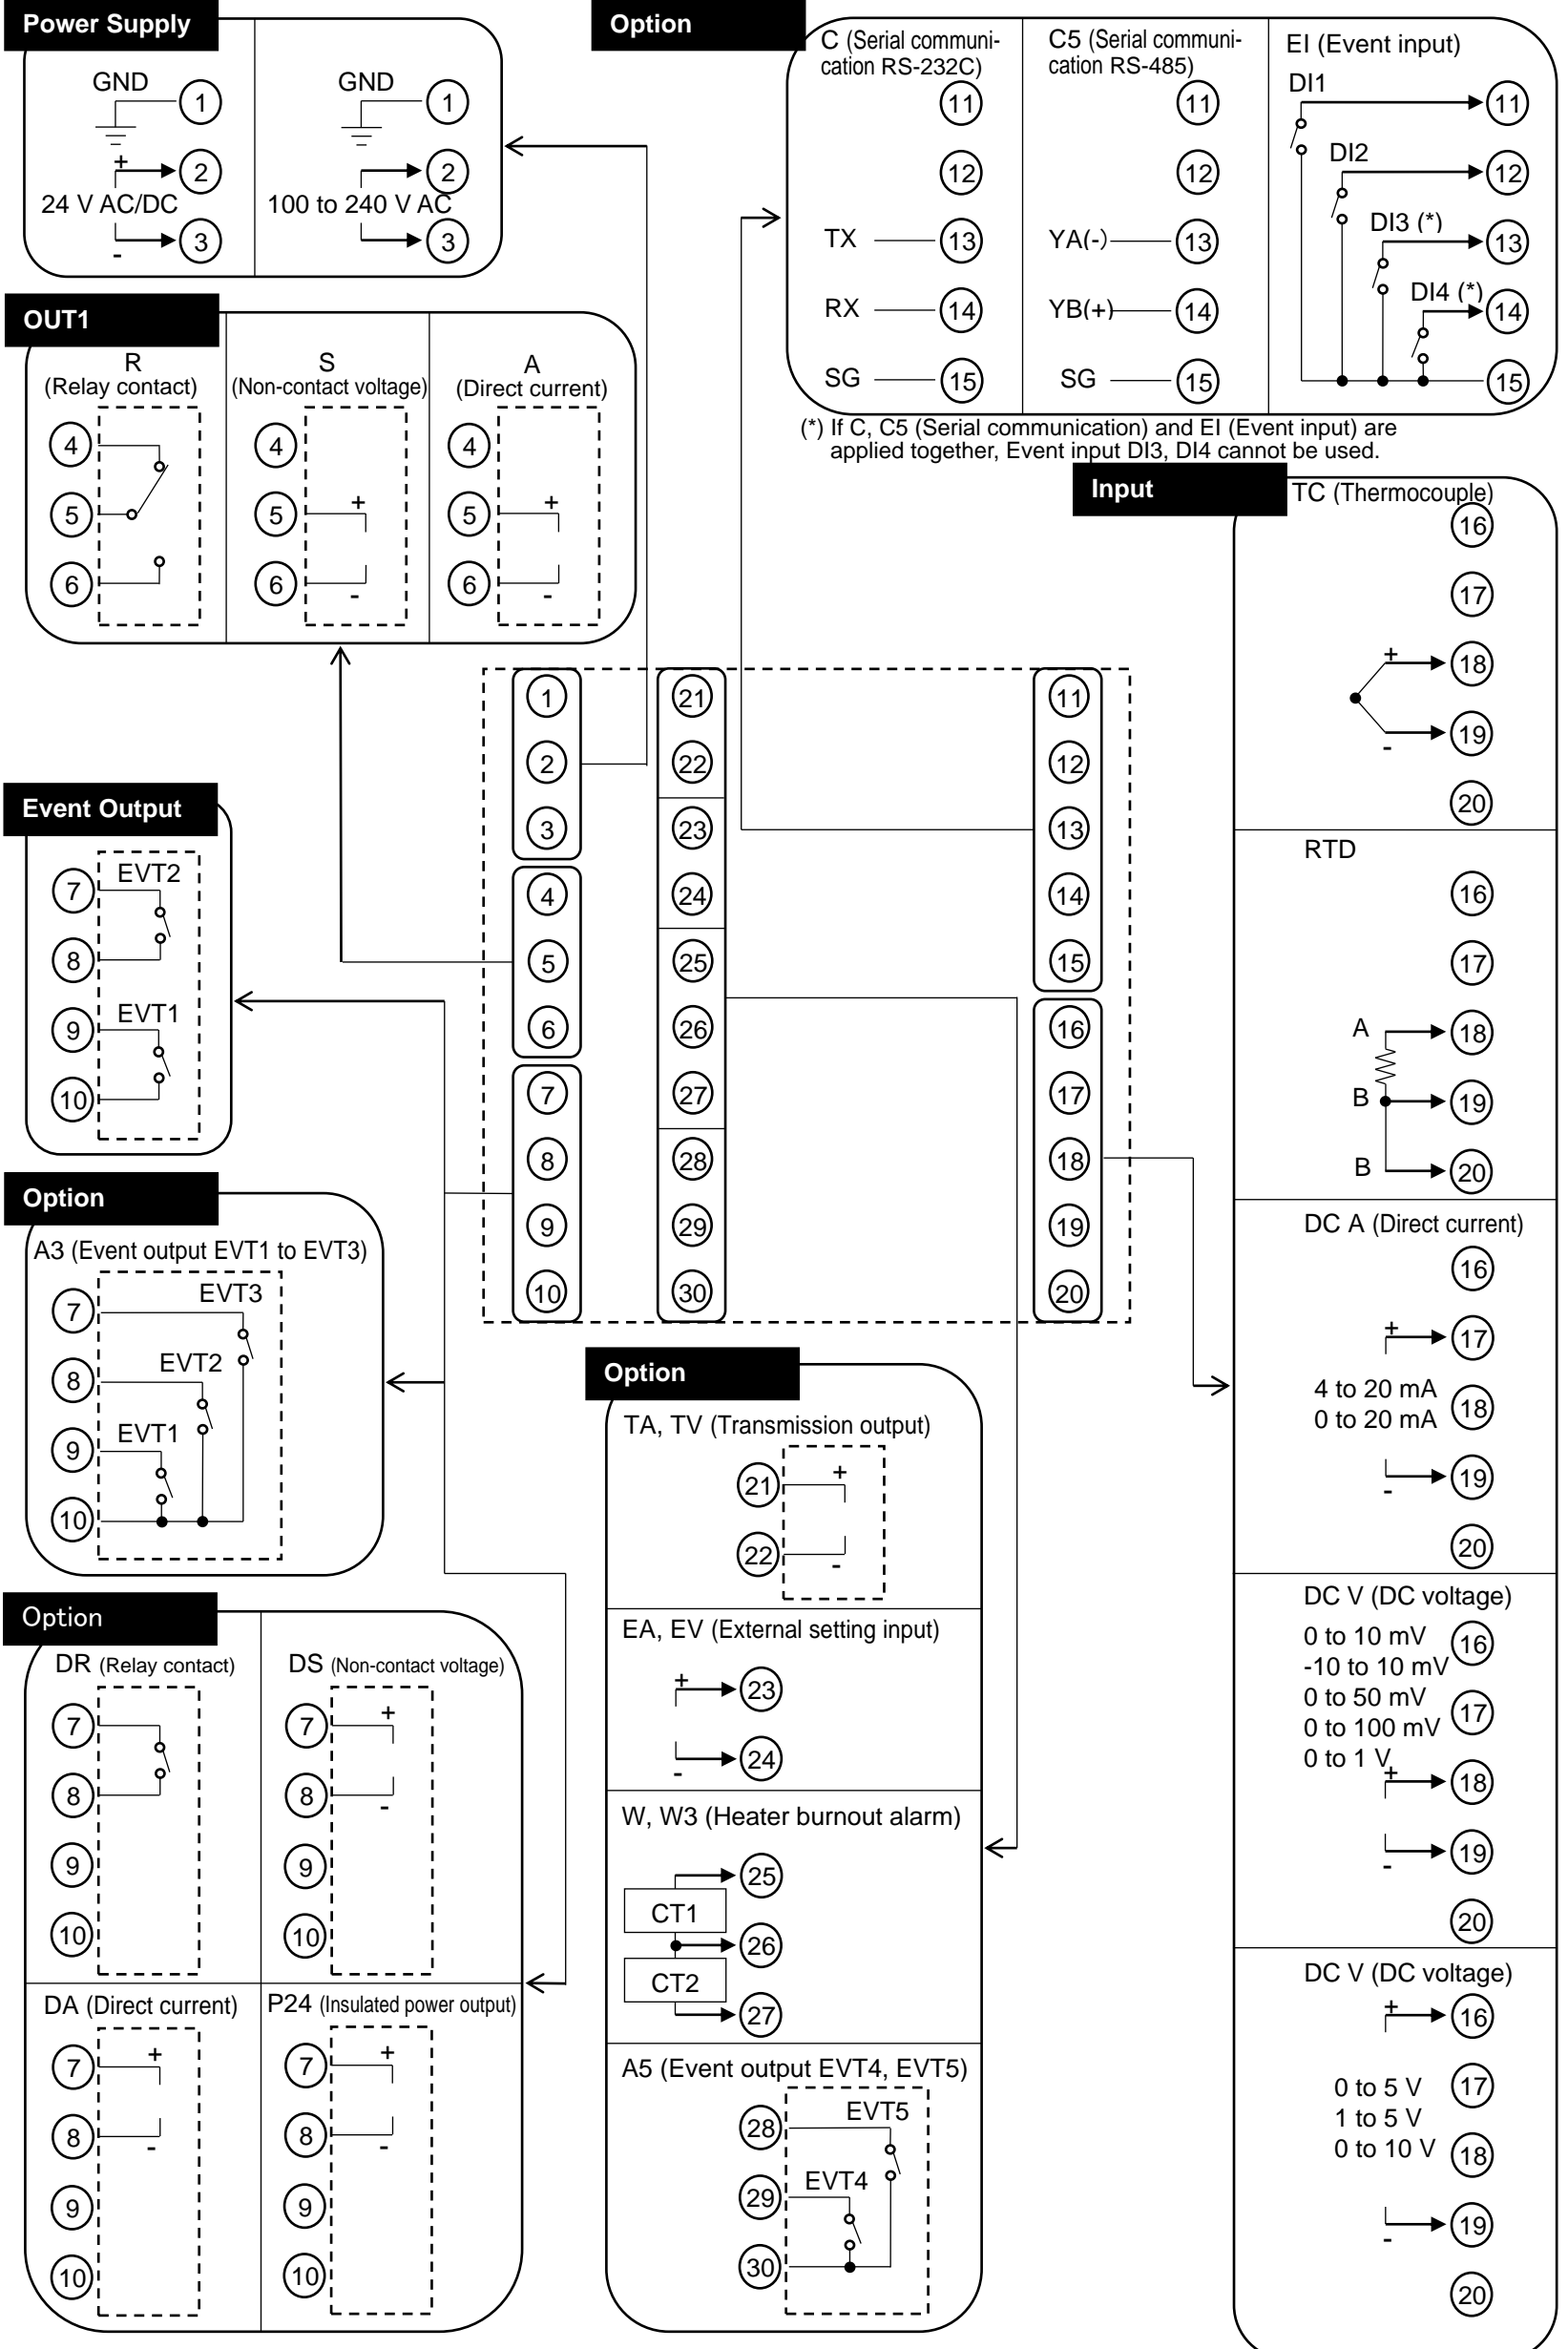 Power Supply
GND
1
+
2
24 V AC/DC
-
3
GND
1
2
100 to 240 V AC
3
Option
C (Serial communi-
cation RS-232C)
11
12
TX
13
RX
14
SG
15
C5 (Serial communi-
cation RS-485)
11
12
YA(-)
13
YB(+)
14
SG
15
EI (Event input)
DI1
11
DI2
12
DI3 (*)
13
DI4 (*)
14
15
(*) If C, C5 (Serial communication) and EI (Event input) are
applied together, Event input DI3, DI4 cannot be used.
OUT1
R
(Relay contact)
4
5
6
S
(Non-contact voltage)
4
5
+
6
-
A
(Direct current)
4
5
+
6
-
1
2
3
4
5
6
7
8
9
10
21
22
23
24
25
26
27
28
29
30
11
12
13
14
15
16
17
18
19
20
Event Output
EVT2
7
8
EVT1
9
10
Option
A3 (Event output EVT1 to EVT3)
EVT3
7
EVT2
8
EVT1
9
10
Option
DR (Relay contact)
7
8
9
10
DS (Non-contact voltage)
+
7
8
-
9
10
DA (Direct current)
+
7
8
-
9
10
P24 (Insulated power output)
+
7
8
-
9
10
Option
TA, TV (Transmission output)
+
21
22
-
EA, EV (External setting input)
+
23
24
-
W, W3 (Heater burnout alarm)
25
CT1
26
CT2
27
A5 (Event output EVT4, EVT5)
EVT5
28
EVT4
29
30
Input
TC (Thermocouple)
16
17
+
18
19
-
20
RTD
16
17
A
18
B
19
B
20
DC A (Direct current)
16
+
17
4 to 20 mA
0 to 20 mA
18
19
-
20
DC V (DC voltage)
0 to 10 mV
16
-10 to 10 mV
0 to 50 mV
17
0 to 100 mV
0 to 1 V
+
18
19
-
20
DC V (DC voltage)
+
16
0 to 5 V
17
1 to 5 V
0 to 10 V
18
19
-
20